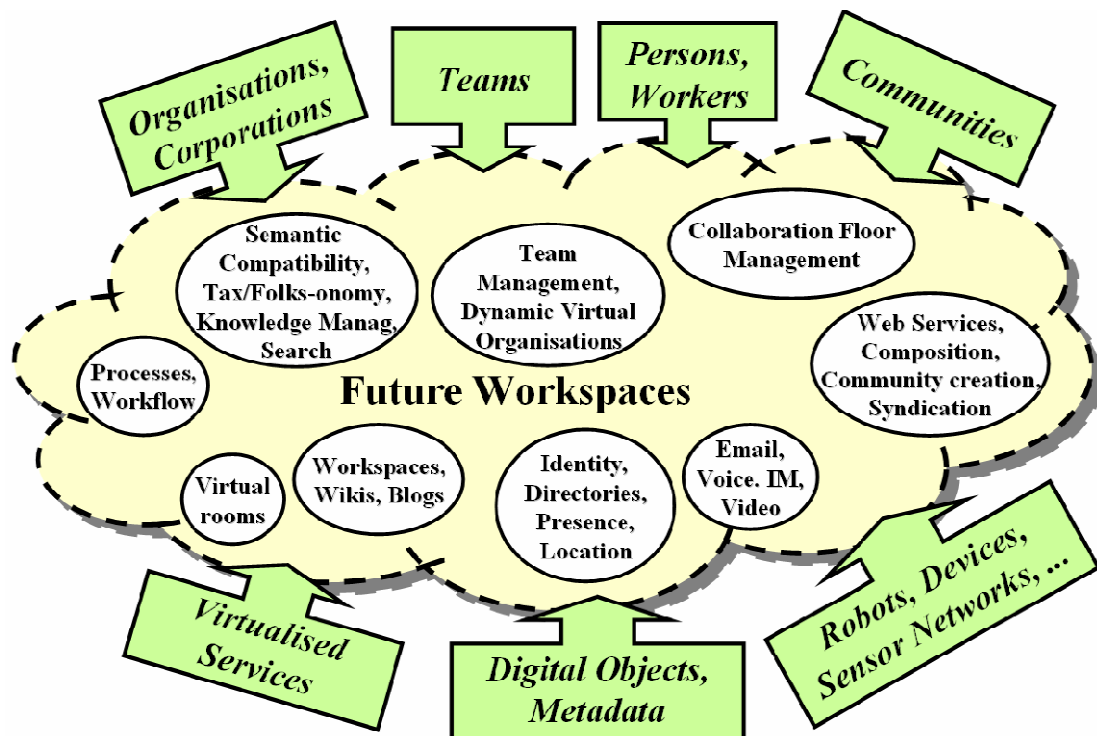 Organisations,
Corporations
Teams
Persons,
Workers
Communities
Semantic
Compatibility,
Tax/Folks-onomy,
Knowledge Manag,
Search
Team
Management,
Dynamic Virtual
Organisations
Collaboration Floor
Management
Web Services,
Composition,
Community creation,
Syndication
Processes,
Workflow
Future Workspaces
Virtual
rooms
Workspaces,
Wikis, Blogs
Identity,
Directories,
Presence,
Location
Email,
Voice. IM,
Video
Virtualised
Services
Digital Objects,
Metadata
Robots, Devices,
Sensor Networks, ...